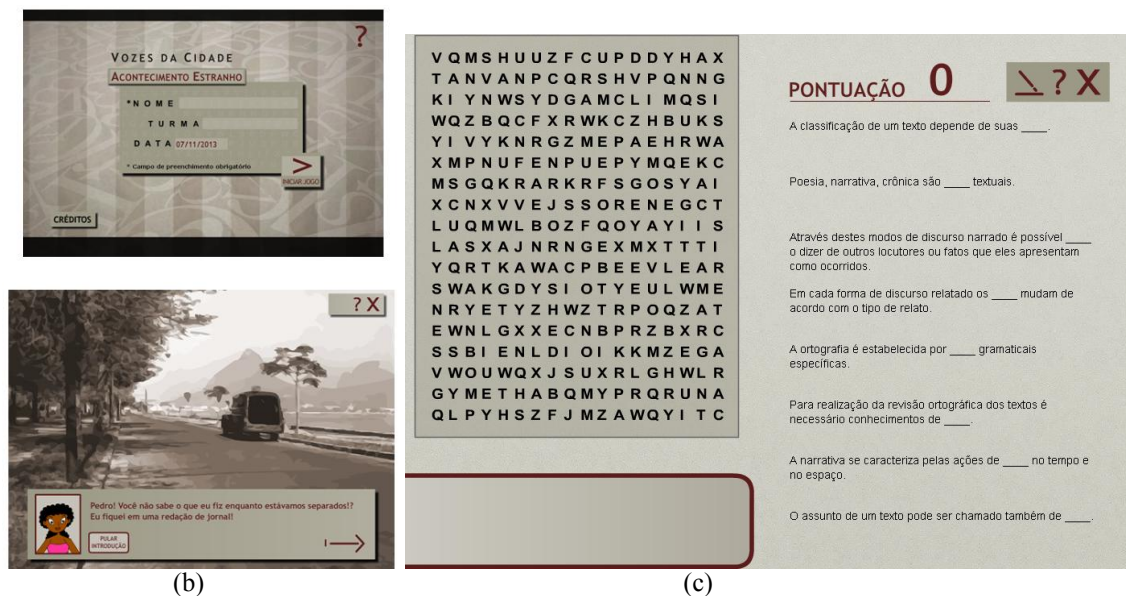 ?
VOZES DA CIDADE
ACONTECIMENTO ESTRANHO
*NOME
TURMA
DATA 07/11/2013
* Campo de preenchimento obrigatório
>
INICIAR JOGO
CRÉDITOS
? X
Pedro! Você não sabe o que eu fiz enquanto estávamos separados!?
Eu fiquei em uma redação de jornal!
PULAR
INTRODUÇÃO
(b)
V Q M S H U U Z F C U P D D Y H A X
T A N V A N P C Q R S H V P Q N N G
K I Y N W S Y D G A M C L I M Q S I
W Q Z B Q C F X R W K C Z H B U K S
Y I V Y K N R G Z M E P A E H R W A
X M P N U F E N P U E P Y M Q E K C
M S G Q K R A R K R F S G O S Y A I
X C N X V V E J S S O R E N E G C T
L U Q M W L B O Z F Q O Y A Y I I S
L A S X A J N R N G E X M X T T T I
Y Q R T K A W A C P B E E V L E A R
S W A K G D Y S I O T Y E U L W M E
N R Y E T Y Z H W Z T R P O Q Z A T
E W N L G X X E C N B P R Z B X R C
S S B I E N L D I O I K K M Z E G A
V W O U W Q X J S U X R L G H W L R
G Y M E T H A B Q M Y P R Q R U N A
Q L P Y H S Z F J M Z A W Q Y I T C
PONTUAÇÃO 0
? X
A classificação de um texto depende de suas ____.
Poesia, narrativa, crônica são ____ textuais.
Através destes modos de discurso narrado é possível ____
o dizer de outros locutores ou fatos que eles apresentam
como ocorridos.
Em cada forma de discurso relatado os ____ mudam de
acordo com o tipo de relato.
A ortografia é estabelecida por ____ gramaticais
específicas.
Para realização da revisão ortográfica dos textos é
necessário conhecimentos de ____.
A narrativa se caracteriza pelas ações de ____ no tempo e
no espaço.
O assunto de um texto pode ser chamado também de ____.
(c)